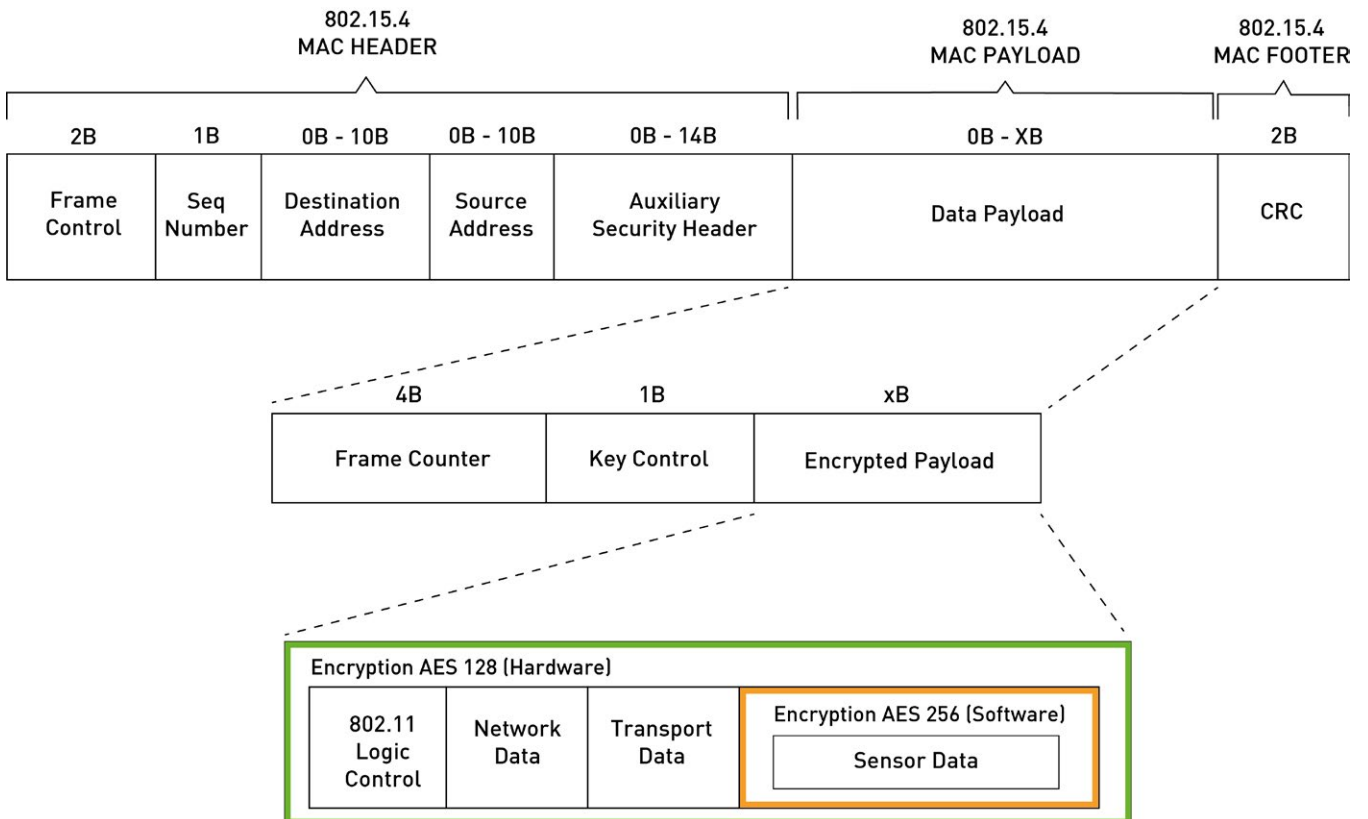 802.15.4
MAC HEADER
802.15.4
MAC PAYLOAD
802.15.4
MAC FOOTER
2B
1B
0B - 10B
0B - 10B
0B - 14B
0B - XB
2B
Frame
Control
Seq
Number
Destination
Address
Source
Address
Auxiliary
Security Header
Data Payload
CRC
4B
1B
xB
Frame Counter
Key Control
Encrypted Payload
Encryption AES 128 (Hardware)
802.11
Logic
Control
Network
Data
Transport
Data
Encryption AES 256 (Software)
Sensor Data